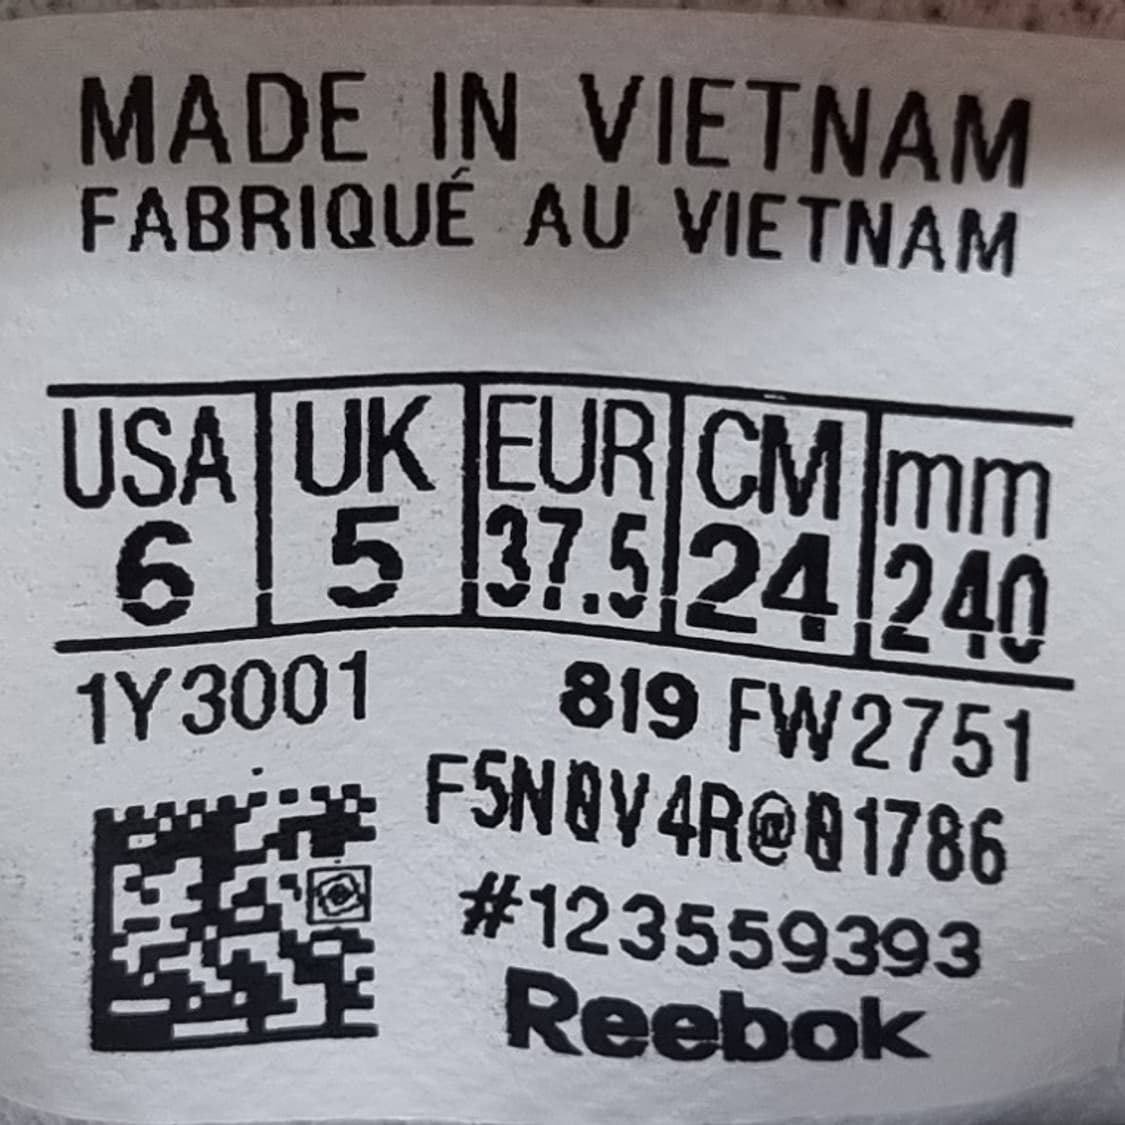 MADE IN VIETNAM
FABRIQUÉ AU VIETNAM
USA UK EUR CM mm
6 5 37.5 24 240
1Y3001 819 FW2751
F5N0V4R@01786
#123559393
Reebok